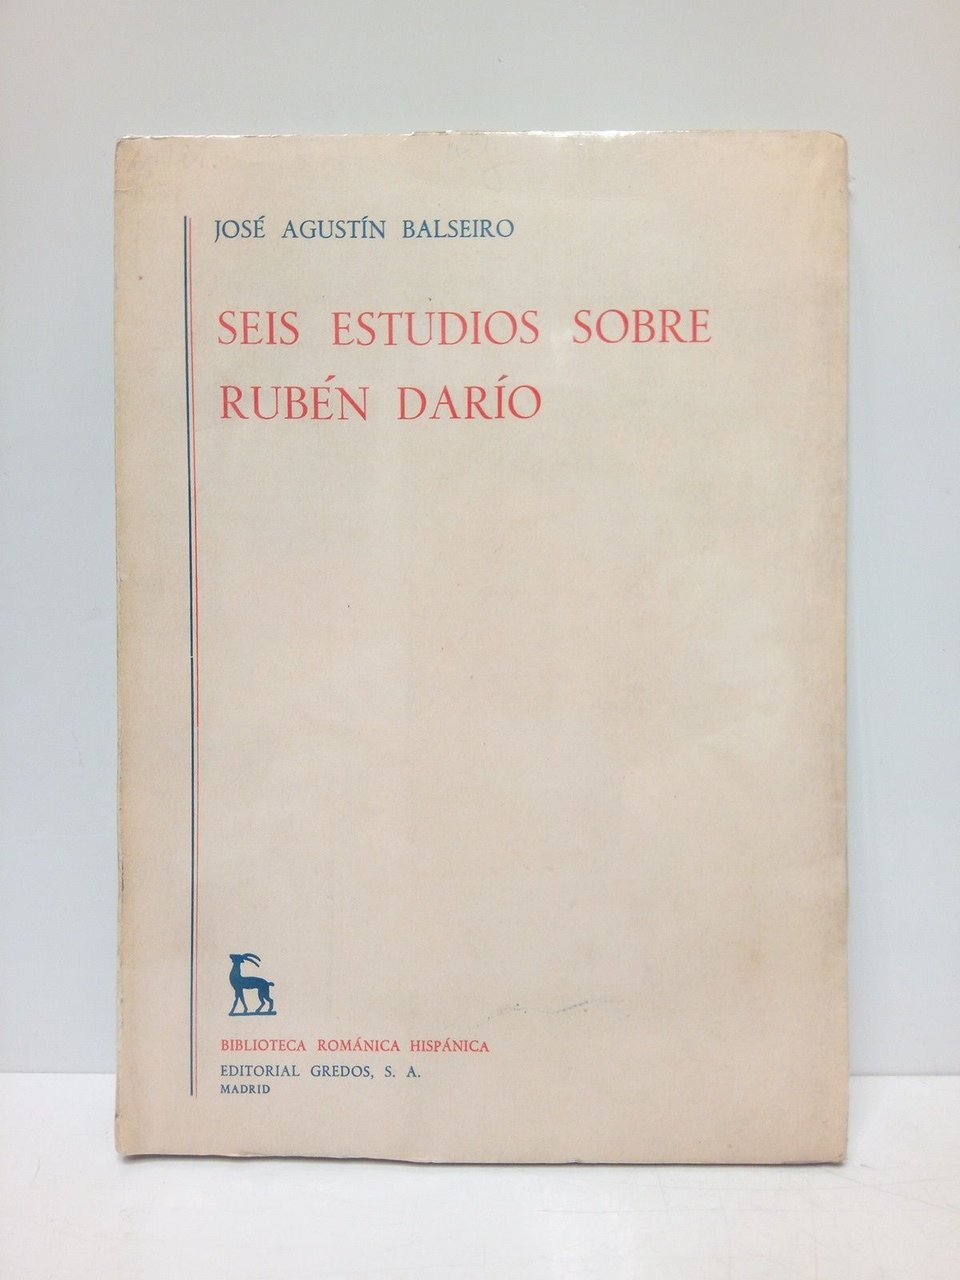 JOSÉ AGUSTÍN BALSEIRO
SEIS ESTUDIOS SOBRE
RUBÉN DARÍO
BIBLIOTECA ROMÁNICA HISPÁNICA
EDITORIAL GREDOS, S. A.
MADRID